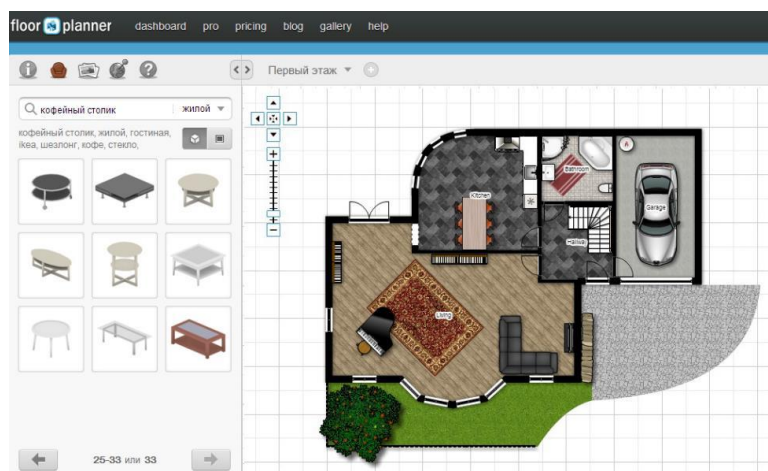 floor planner dashboard pro pricing blog gallery help
Первый этаж
кофейный столик жилой
кофейный столик, жилой, гостиная,
ikea, шезлонг, кофе, стекло,
Kitchen
Bathroom
Garage
Hallway
Living
25-33 или 33